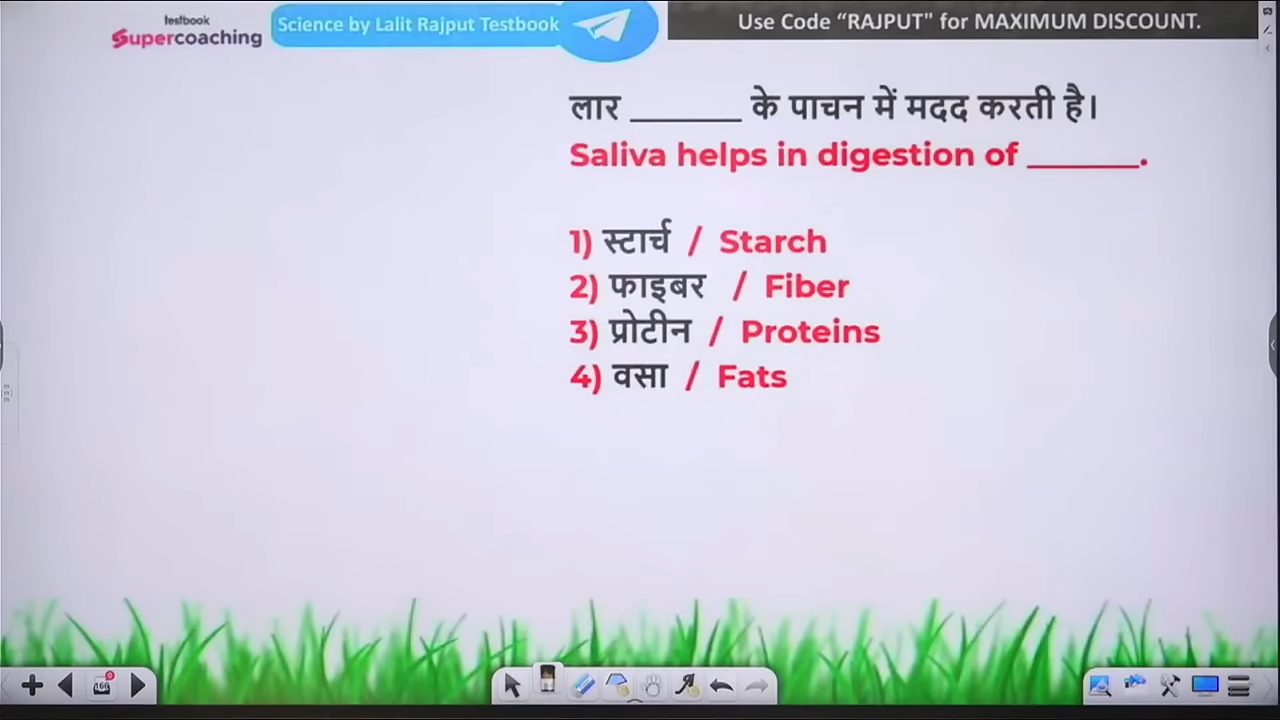 testbook
Supercoaching
Science by Lalit Rajput Testbook
Use Code “RAJPUT" for MAXIMUM DISCOUNT.
लार _______ के पाचन में मदद करती है।
Saliva helps in digestion of _______.
1) स्टार्च / Starch
2) फाइबर / Fiber
3) प्रोटीन / Proteins
4) वसा / Fats
166